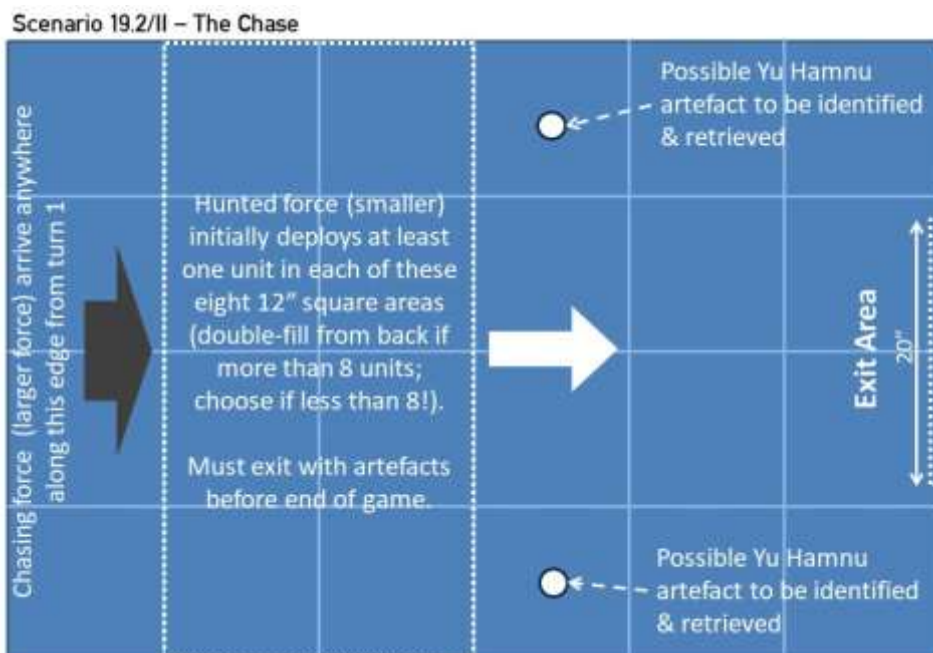 Scenario 19.2/II – The Chase
Chasing force (larger force) arrive anywhere
along this edge from turn 1
Hunted force (smaller)
initially deploys at least
one unit in each of these
eight 12” square areas
(double-fill from back if
more than 8 units;
choose if less than 8!).
Must exit with artefacts
before end of game.
Possible Yu Hamnu
artefact to be identified
& retrieved
Exit Area
20”
Possible Yu Hamnu
artefact to be identified
& retrieved